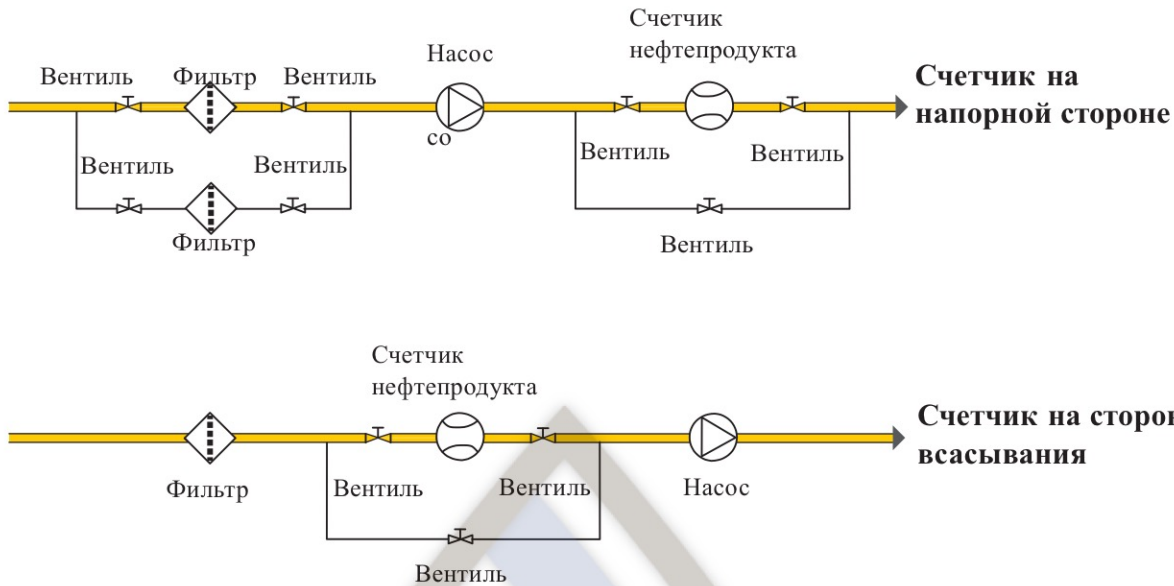 Счетчик
нефтепродукта
Насос
Вентиль Фильтр Вентиль
Счетчик на
напорной стороне
со
Вентиль Вентиль Вентиль Вентиль
Фильтр Вентиль
Счетчик
нефтепродукта
Счетчик на сторон
всасывания
Фильтр Вентиль Вентиль Насос
Вентиль